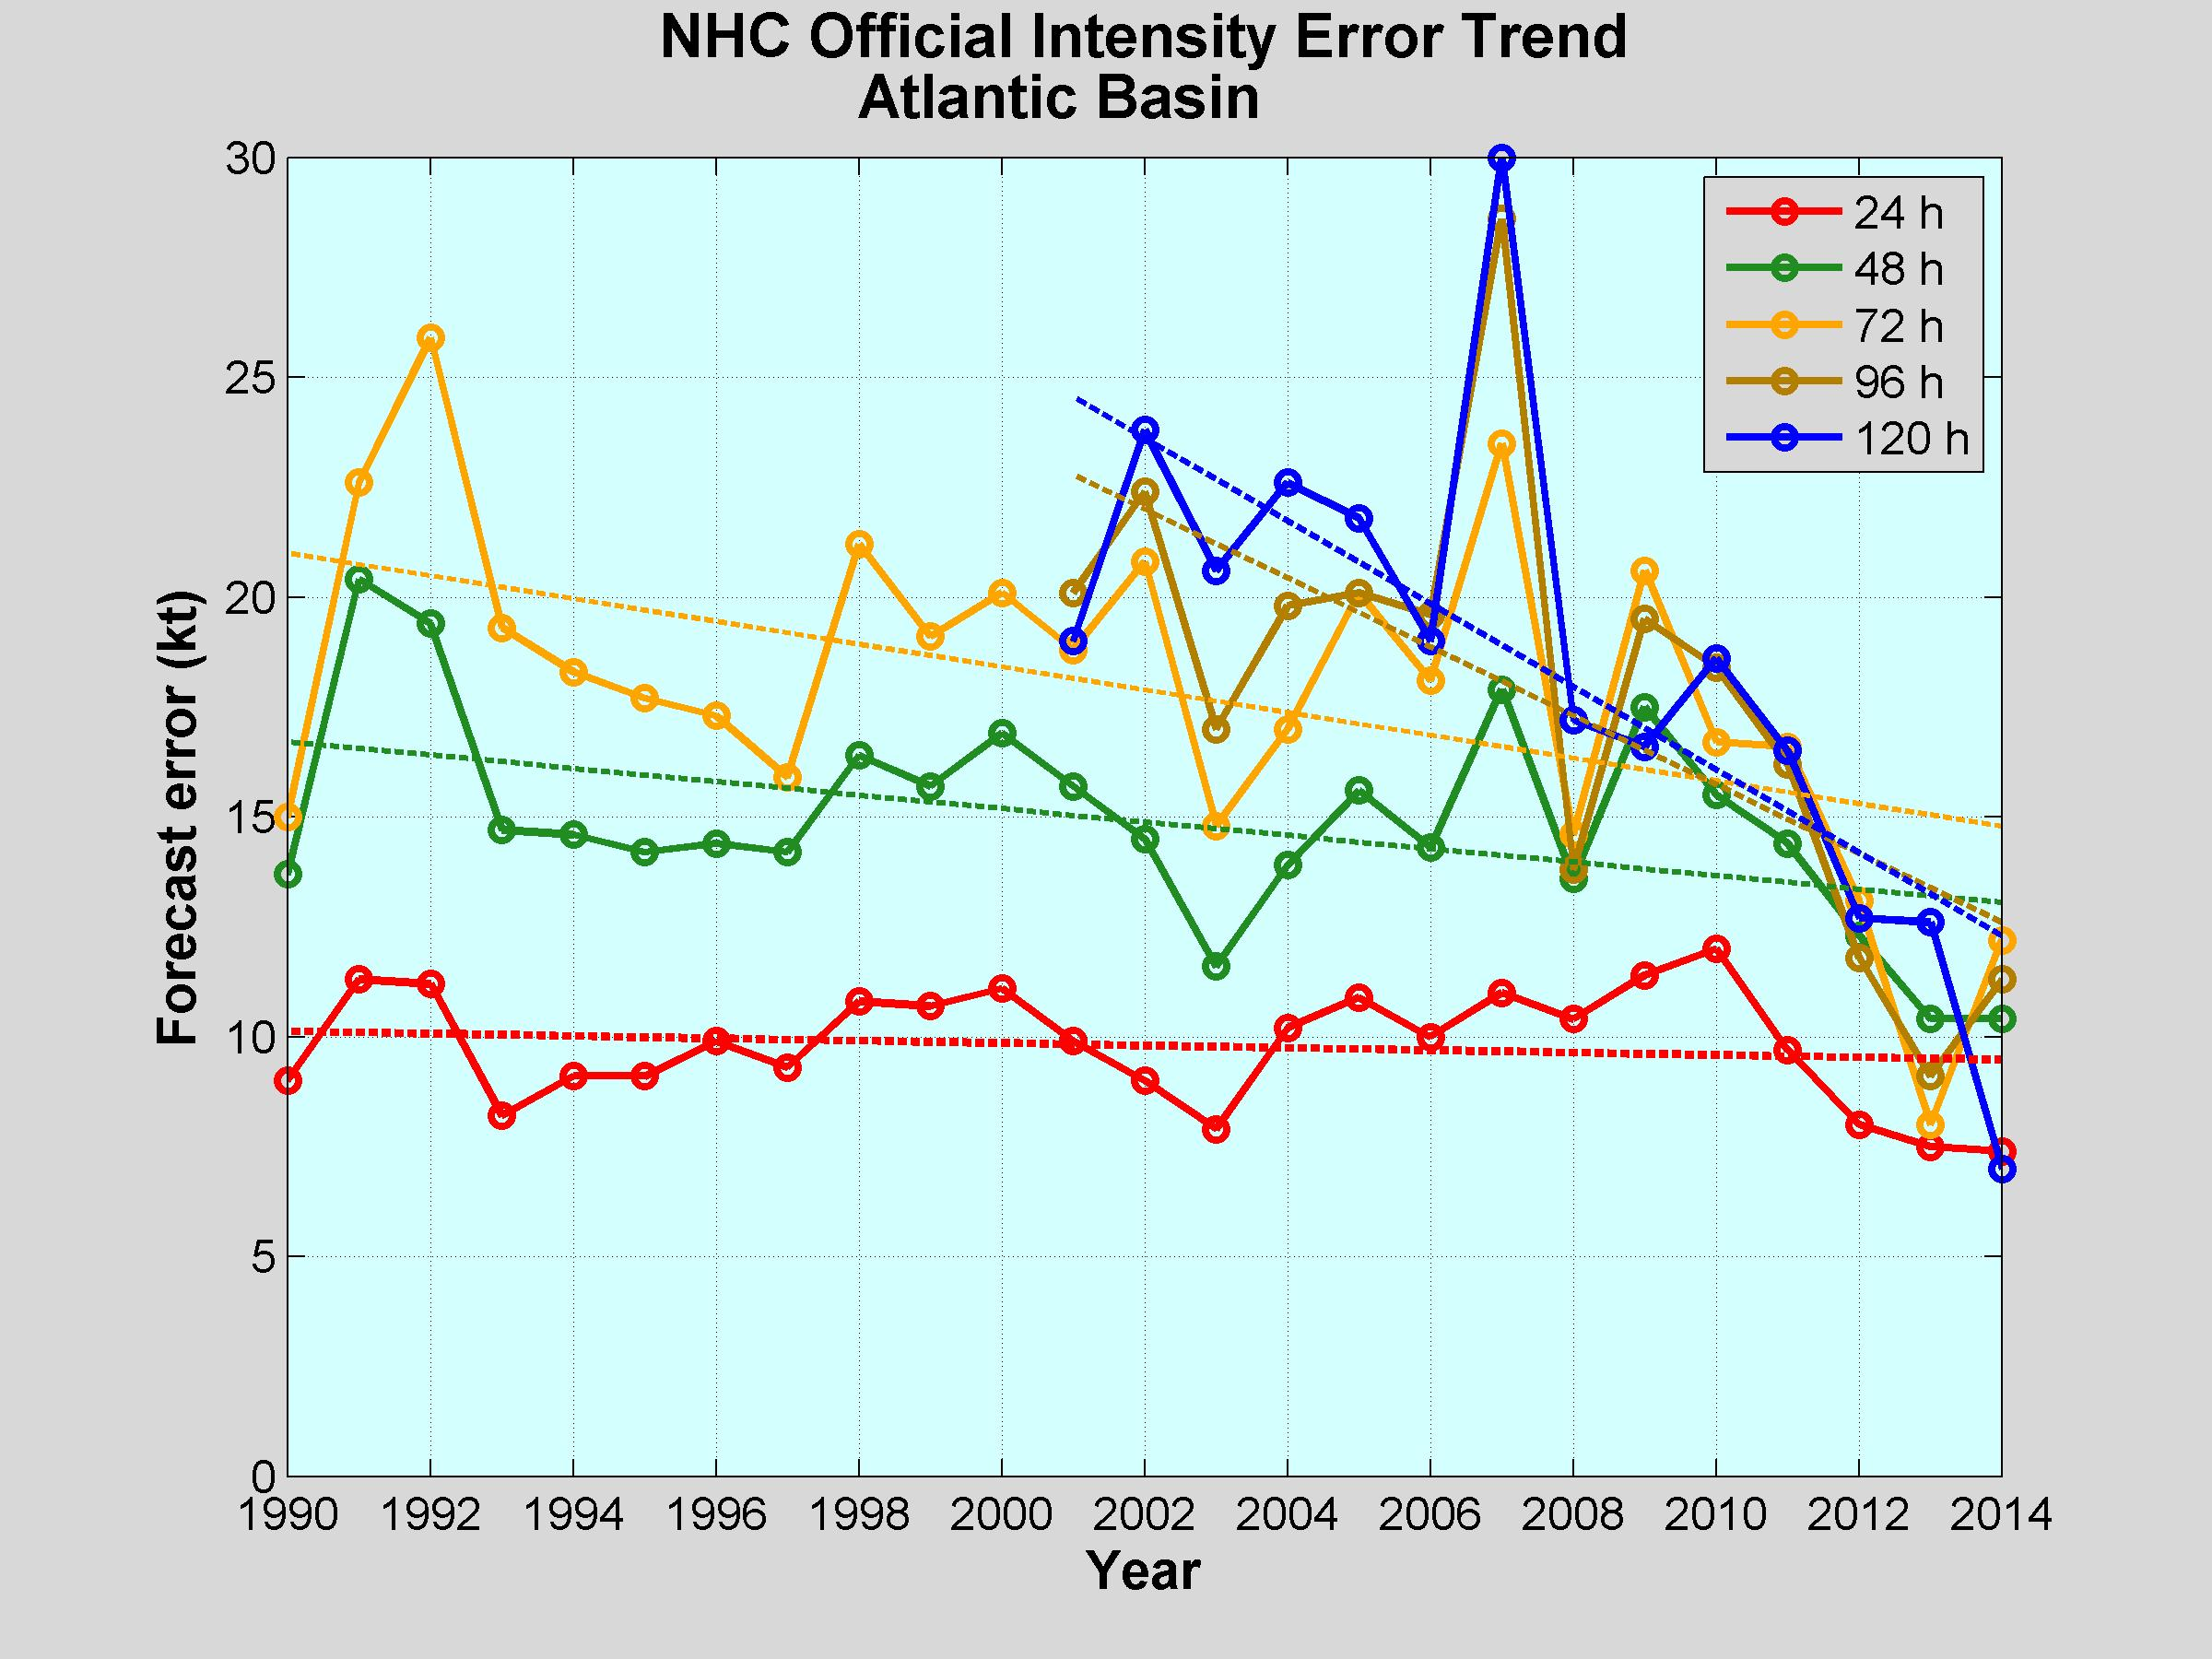 NHC Official Intensity Error Trend
Atlantic Basin
30
25
20
15
10
5
0
Forecast error (kt)
24 h
48 h
72 h
96 h
120 h
1990 1992 1994 1996 1998 2000 2002 2004 2006 2008 2010 2012 2014
Year